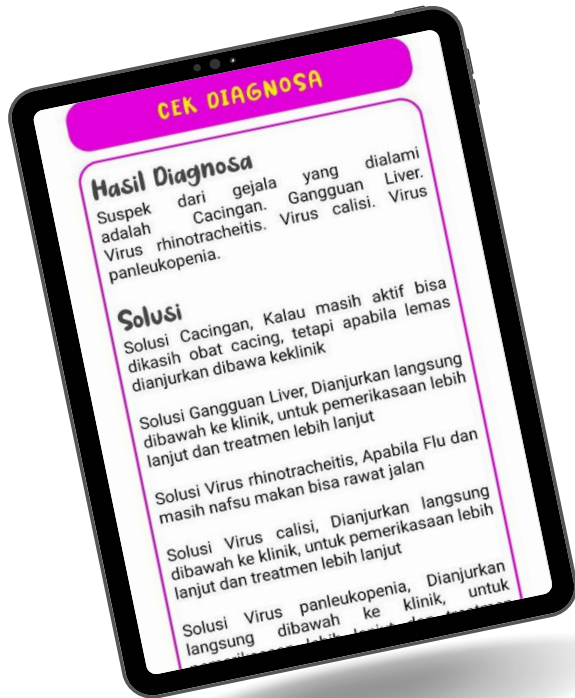 CEK DIAGNOSA
Hasil Diagnosa
Suspek dari gejala yang dialami
adalah Cacingan. Gangguan Liver.
Virus rhinotracheitis. Virus calisi. Virus
panleukopenia.
Solusi
Solusi Cacingan, Kalau masih aktif bisa
dikasih obat cacing, tetapi apabila lemas
dianjurkan dibawa keklinik
Solusi Gangguan Liver, Dianjurkan langsung
dibawah ke klinik, untuk pemerikasaan lebih
lanjut dan treatmen lebih lanjut
Solusi Virus rhinotracheitis, Apabila Flu dan
masih nafsu makan bisa rawat jalan
Solusi Virus calisi, Dianjurkan langsung
dibawah ke klinik, untuk pemerikasaan lebih
lanjut dan treatmen lebih lanjut
Solusi Virus panleukopenia, Dianjurkan
langsung dibawah ke klinik, untuk